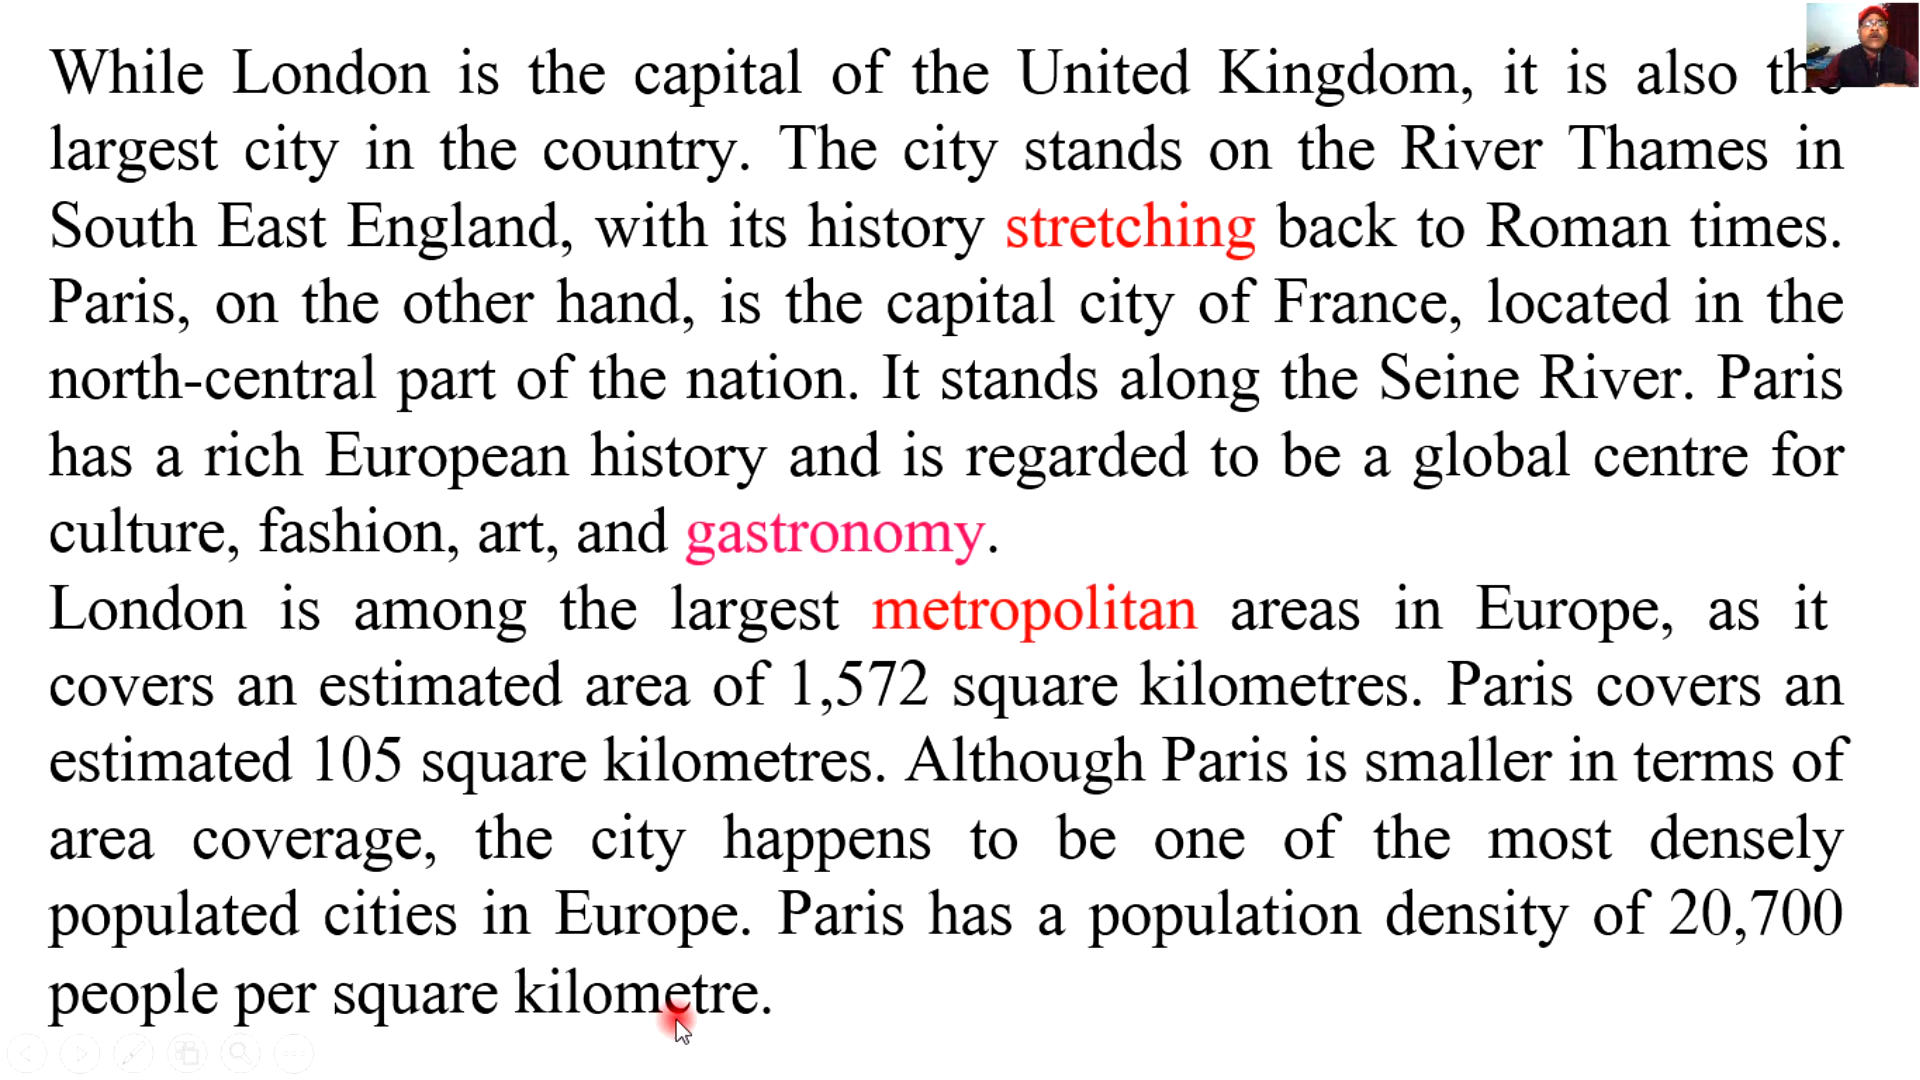 While London is the capital of the United Kingdom, it is also the
largest city in the country. The city stands on the River Thames in
South East England, with its history stretching back to Roman times.
Paris, on the other hand, is the capital city of France, located in the
north-central part of the nation. It stands along the Seine River. Paris
has a rich European history and is regarded to be a global centre for
culture, fashion, art, and gastronomy.
London is among the largest metropolitan areas in Europe, as it
covers an estimated area of 1,572 square kilometres. Paris covers an
estimated 105 square kilometres. Although Paris is smaller in terms of
area coverage, the city happens to be one of the most densely
populated cities in Europe. Paris has a population density of 20,700
people per square kilometre.